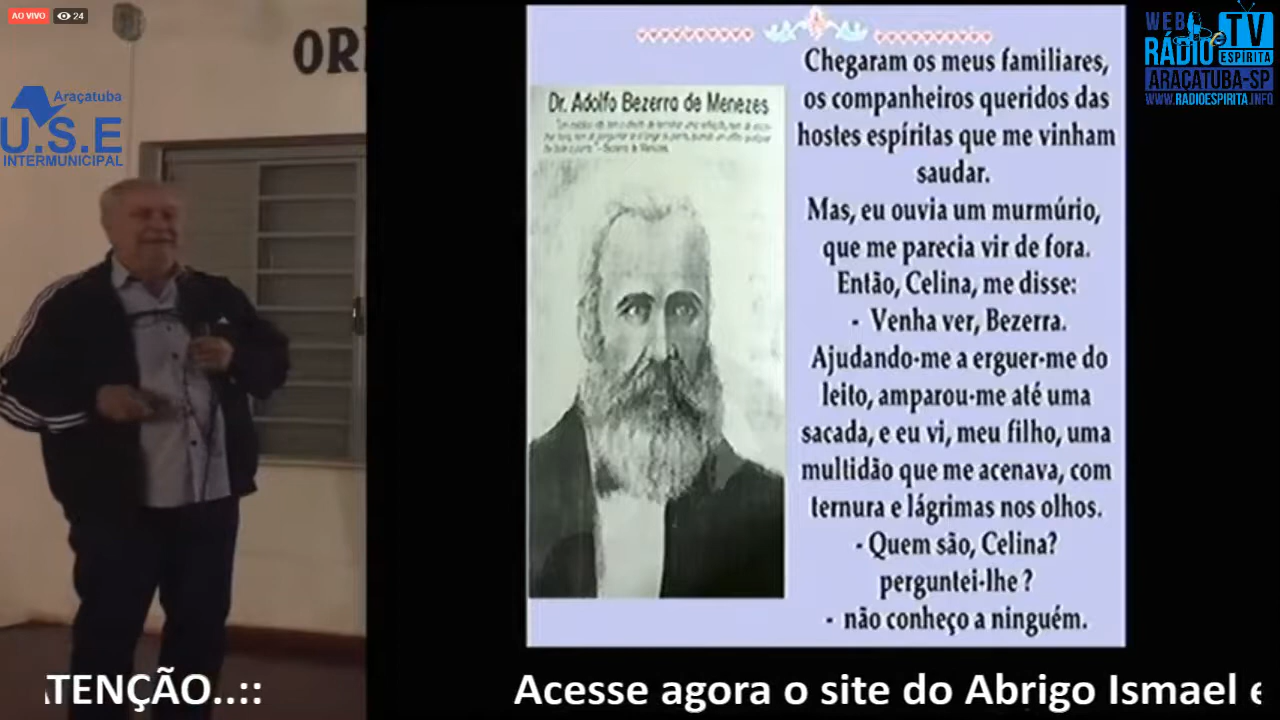 AO VIVO 24
ORI
Araçatuba
U.S.E
INTERMUNICIPAL
WEB
RÁDIO TV
ESPÍRITA
ARAÇATUBA-SP
WWW.RADIOESPIRITA.INFO
Dr. Adolfo Bezerra de Menezes
Chegaram os meus familiares,
os companheiros queridos das
hostes espíritas que me vinham
saudar.
Mas, eu ouvia um murmúrio,
que me parecia vir de fora.
Então, Celina, me disse:
- Venha ver, Bezerra.
Ajudando-me a erguer-me do
leito, amparou-me até uma
sacada, e eu vi, meu filho, uma
multidão que me acenava, com
ternura e lágrimas nos olhos.
- Quem são, Celina?
perguntei-lhe ?
- não conheço a ninguém.
TENÇÃO..:: Acesse agora o site do Abrigo Ismael e